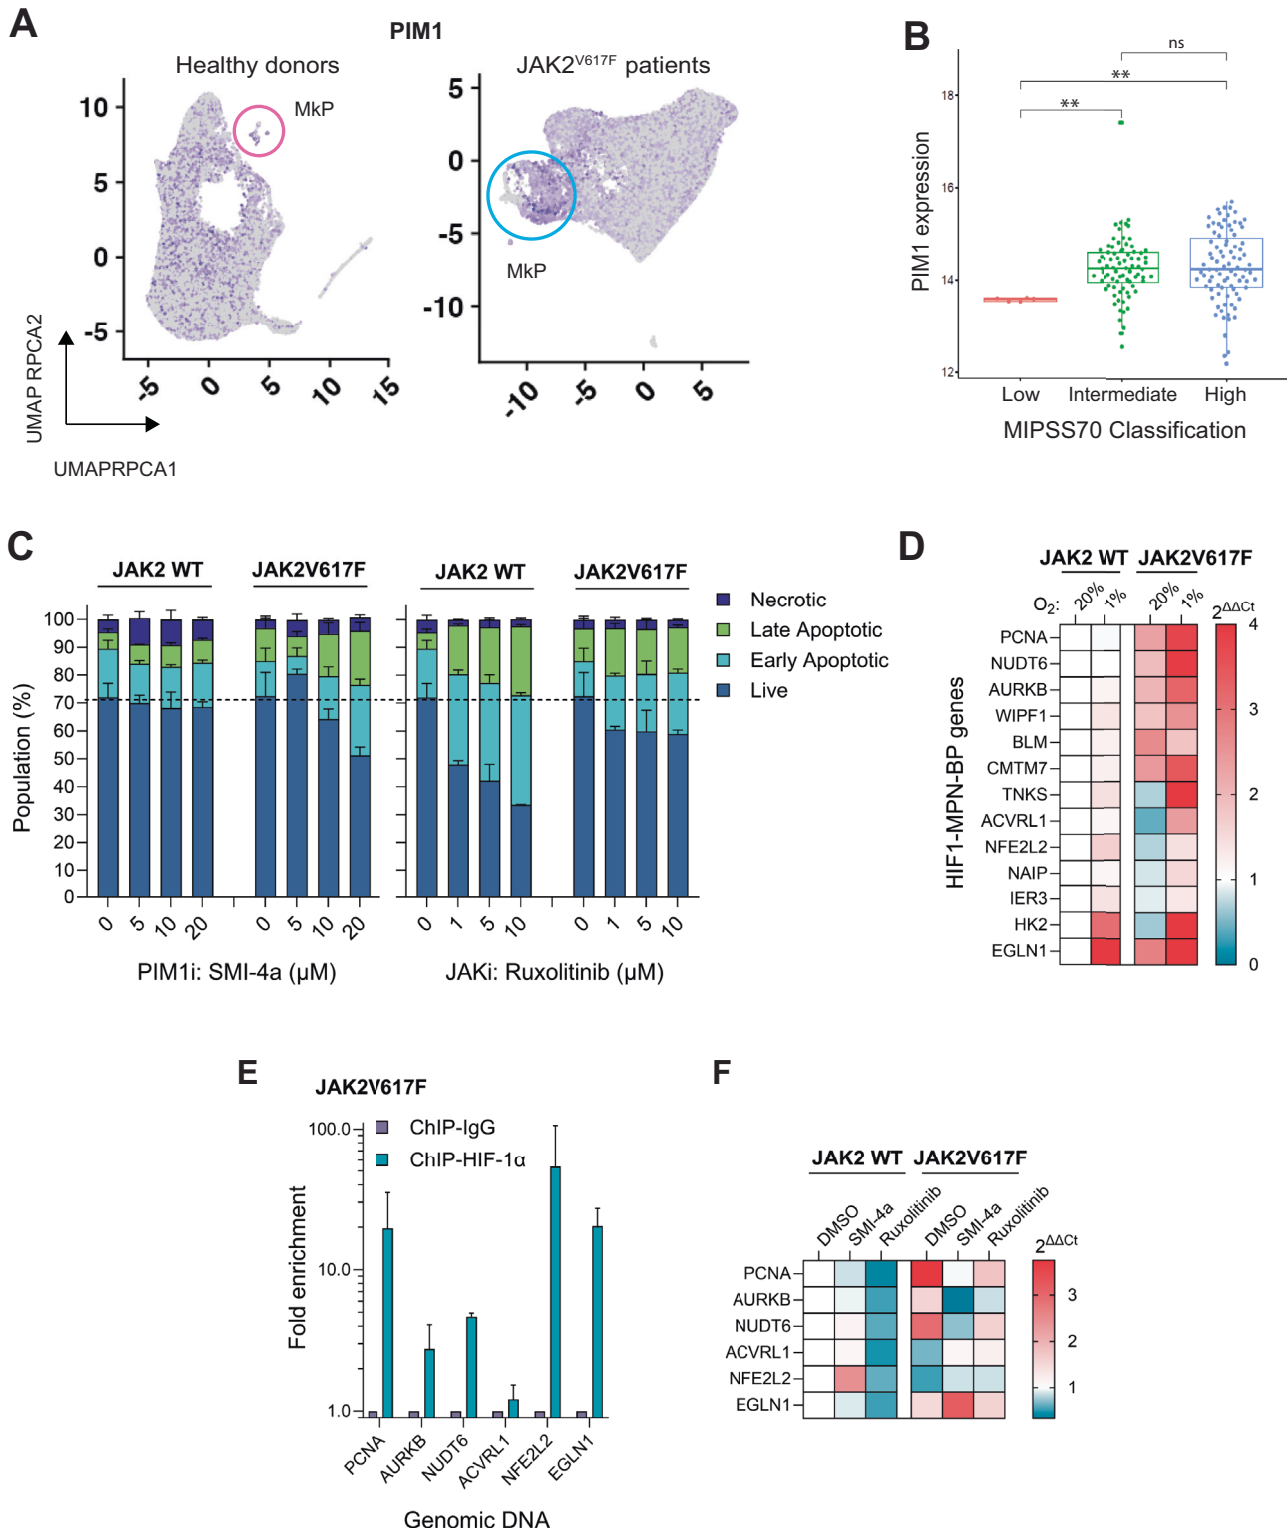 A
PIM1
Healthy donors
JAK2V617F patients
MkP
10
5
0
-5
-5
0
5
10
15
UMAP RPCA2
UMAPRPCA1
5
0
-5
-10
MkP
-10
-5
0
5
B
ns
**
**
PIM1 expression
18
16
14
12
Low
Intermediate
High
MIPSS70 Classification
C
JAK2 WT
JAK2V617F
JAK2 WT
JAK2V617F
Population (%)
100
90
80
70
60
50
40
30
20
10
0
0 5 10 20
0 5 10 20
0 1 5 10
0 1 5 10
PIM1i: SMI-4a (µM)
JAKi: Ruxolitinib (µM)
Necrotic
Late Apoptotic
Early Apoptotic
Live
D
JAK2 WT
JAK2V617F
O2: 20% 1% 20% 1%
HIF1-MPN-BP genes
PCNA
NUDT6
AURKB
WIPF1
BLM
CMTM7
TNKS
ACVRL1
NFE2L2
NAIP
IER3
HK2
EGLN1
2ΔΔCt
4
3
2
1
0
E
JAK2V617F
ChIP-IgG
ChIP-HIF-1α
Fold enrichment
100.0
10.0
1.0
PCNA
AURKB
NUDT6
ACVRL1
NFE2L2
EGLN1
Genomic DNA
F
JAK2 WT
JAK2V617F
DMSO
SMI-4a
Ruxolitinib
DMSO
SMI-4a
Ruxolitinib
PCNA
AURKB
NUDT6
ACVRL1
NFE2L2
EGLN1
2ΔΔCt
3
2
1